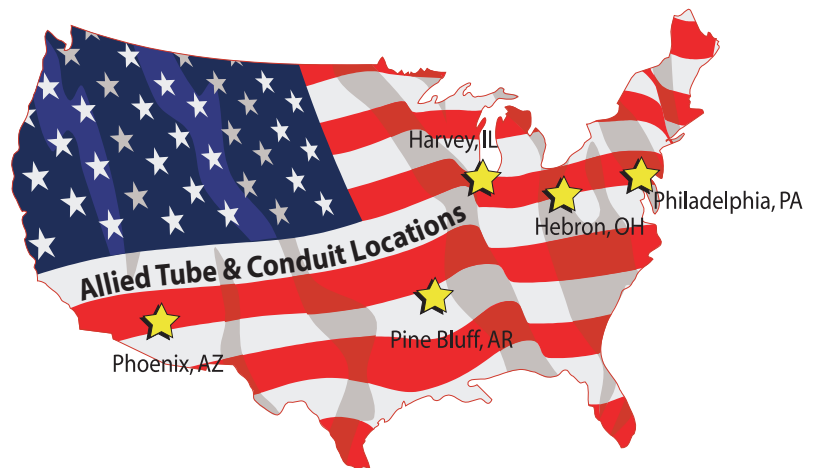 Harvey, IL
Philadelphia, PA
Hebron, OH
Allied Tube & Conduit Locations
Pine Bluff, AR
Phoenix, AZ